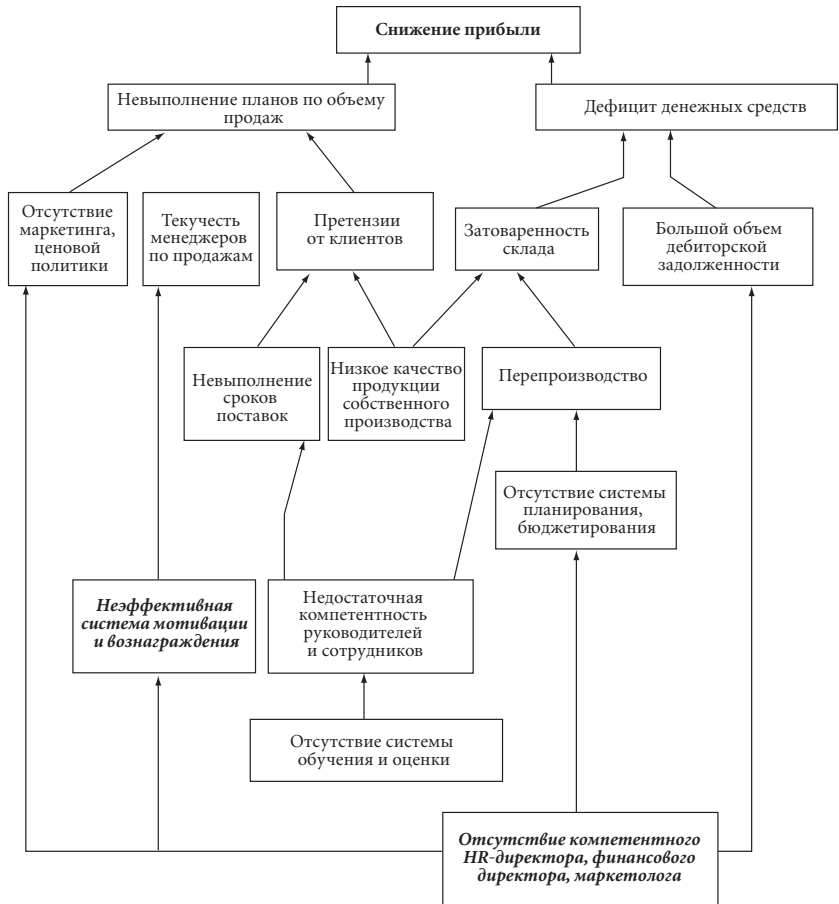 Снижение прибыли
Невыполнение планов по объему
продаж
Дефицит денежных средств
Отсутствие
маркетинга,
ценовой
политики
Текучесть
менеджеров
по продажам
Претензии
от клиентов
Затоваренность
склада
Большой объем
дебиторской
задолженности
Невыполнение
сроков
поставок
Низкое качество
продукции
собственного
производства
Перепроизводство
Отсутствие системы
планирования,
бюджетирования
Неэффективная
система мотивации
и вознаграждения
Недостаточная
компетентность
руководителей
и сотрудников
Отсутствие системы
обучения и оценки
Отсутствие компетентного
HR-директора, финансового
директора, маркетолога